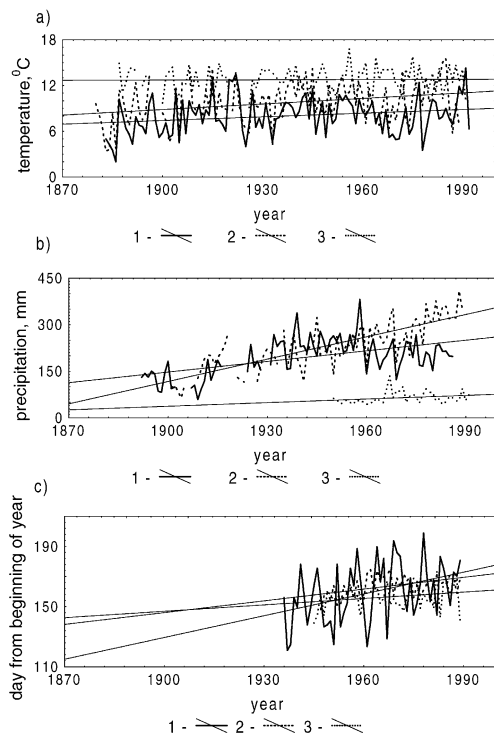 a)
18
12
6
0
temperature, ⁰C
1870 1900 1930 1960 1990
year
1 - 2 - 3 -
b)
450
300
150
0
precipitation, mm
1870 1900 1930 1960 1990
year
1 - 2 - 3 -
c)
190
150
110
day from beginning of year
1870 1900 1930 1960 1990
year
1 - 2 - 3 -